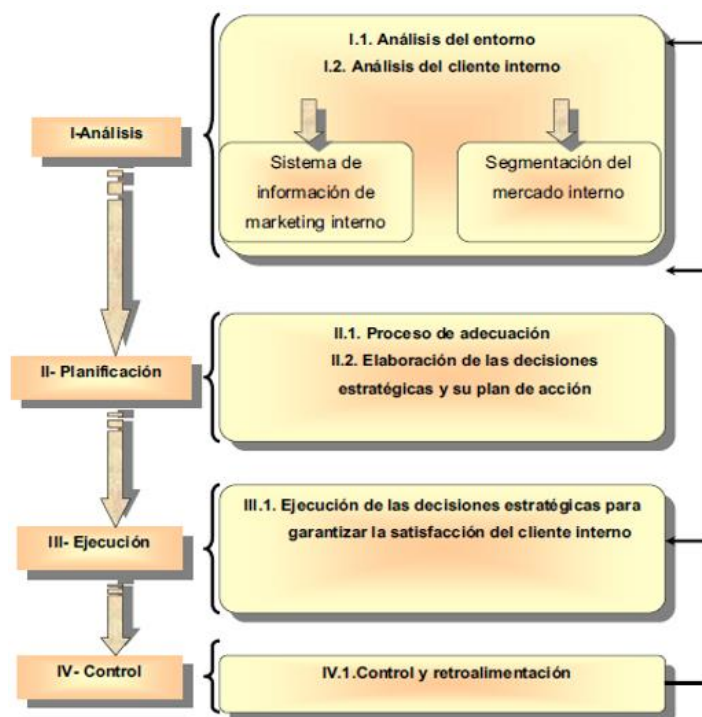 I.1. Análisis del entorno
I.2. Análisis del cliente interno
I-Análisis
Sistema de
información de
marketing interno
Segmentación del
mercado interno
II.1. Proceso de adecuación
II.2. Elaboración de las decisiones
estratégicas y su plan de acción
II- Planificación
III.1. Ejecución de las decisiones estratégicas para
garantizar la satisfacción del cliente interno
III- Ejecución
IV- Control
IV.1.Control y retroalimentación